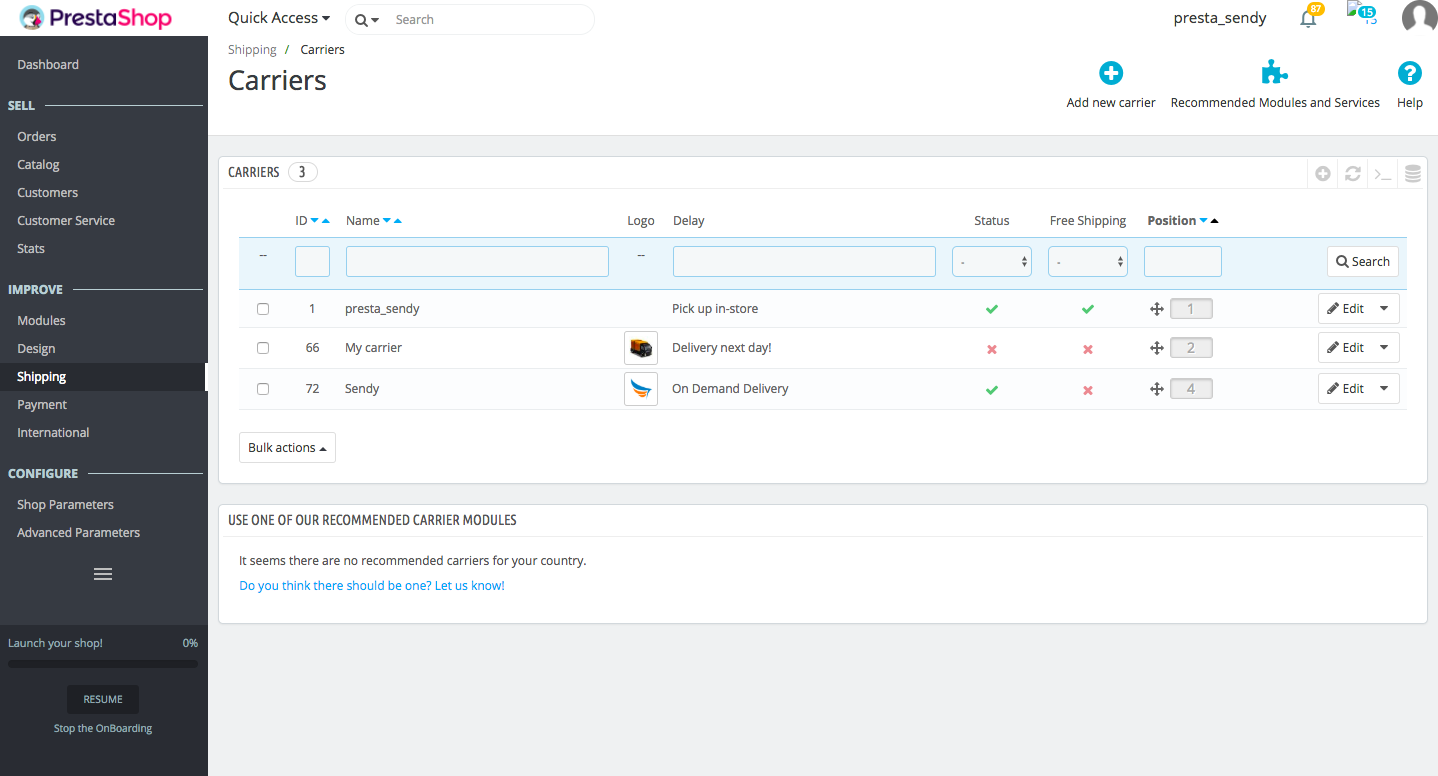 PrestaShop
Quick Access
Search
presta_sendy
87
15
Shipping / Carriers
Carriers
Add new carrier
Recommended Modules and Services
Help
Dashboard
SELL
Orders
Catalog
Customers
Customer Service
Stats
IMPROVE
Modules
Design
Shipping
Payment
International
CONFIGURE
Shop Parameters
Advanced Parameters
Launch your shop! 0%
RESUME
Stop the OnBoarding
CARRIERS 3
ID Name Logo Delay Status Free Shipping Position
-- -- - - Search
1 presta_sendy Pick up in-store 1 Edit
66 My carrier Delivery next day! 2 Edit
72 Sendy On Demand Delivery 4 Edit
Bulk actions
USE ONE OF OUR RECOMMENDED CARRIER MODULES
It seems there are no recommended carriers for your country.
Do you think there should be one? Let us know!